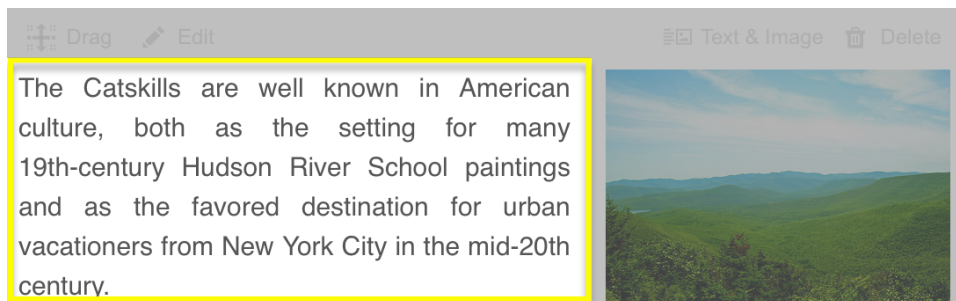 Drag Edit Text & Image Delete
The Catskills are well known in American
culture, both as the setting for many
19th-century Hudson River School paintings
and as the favored destination for urban
vacationers from New York City in the mid-20th
century.